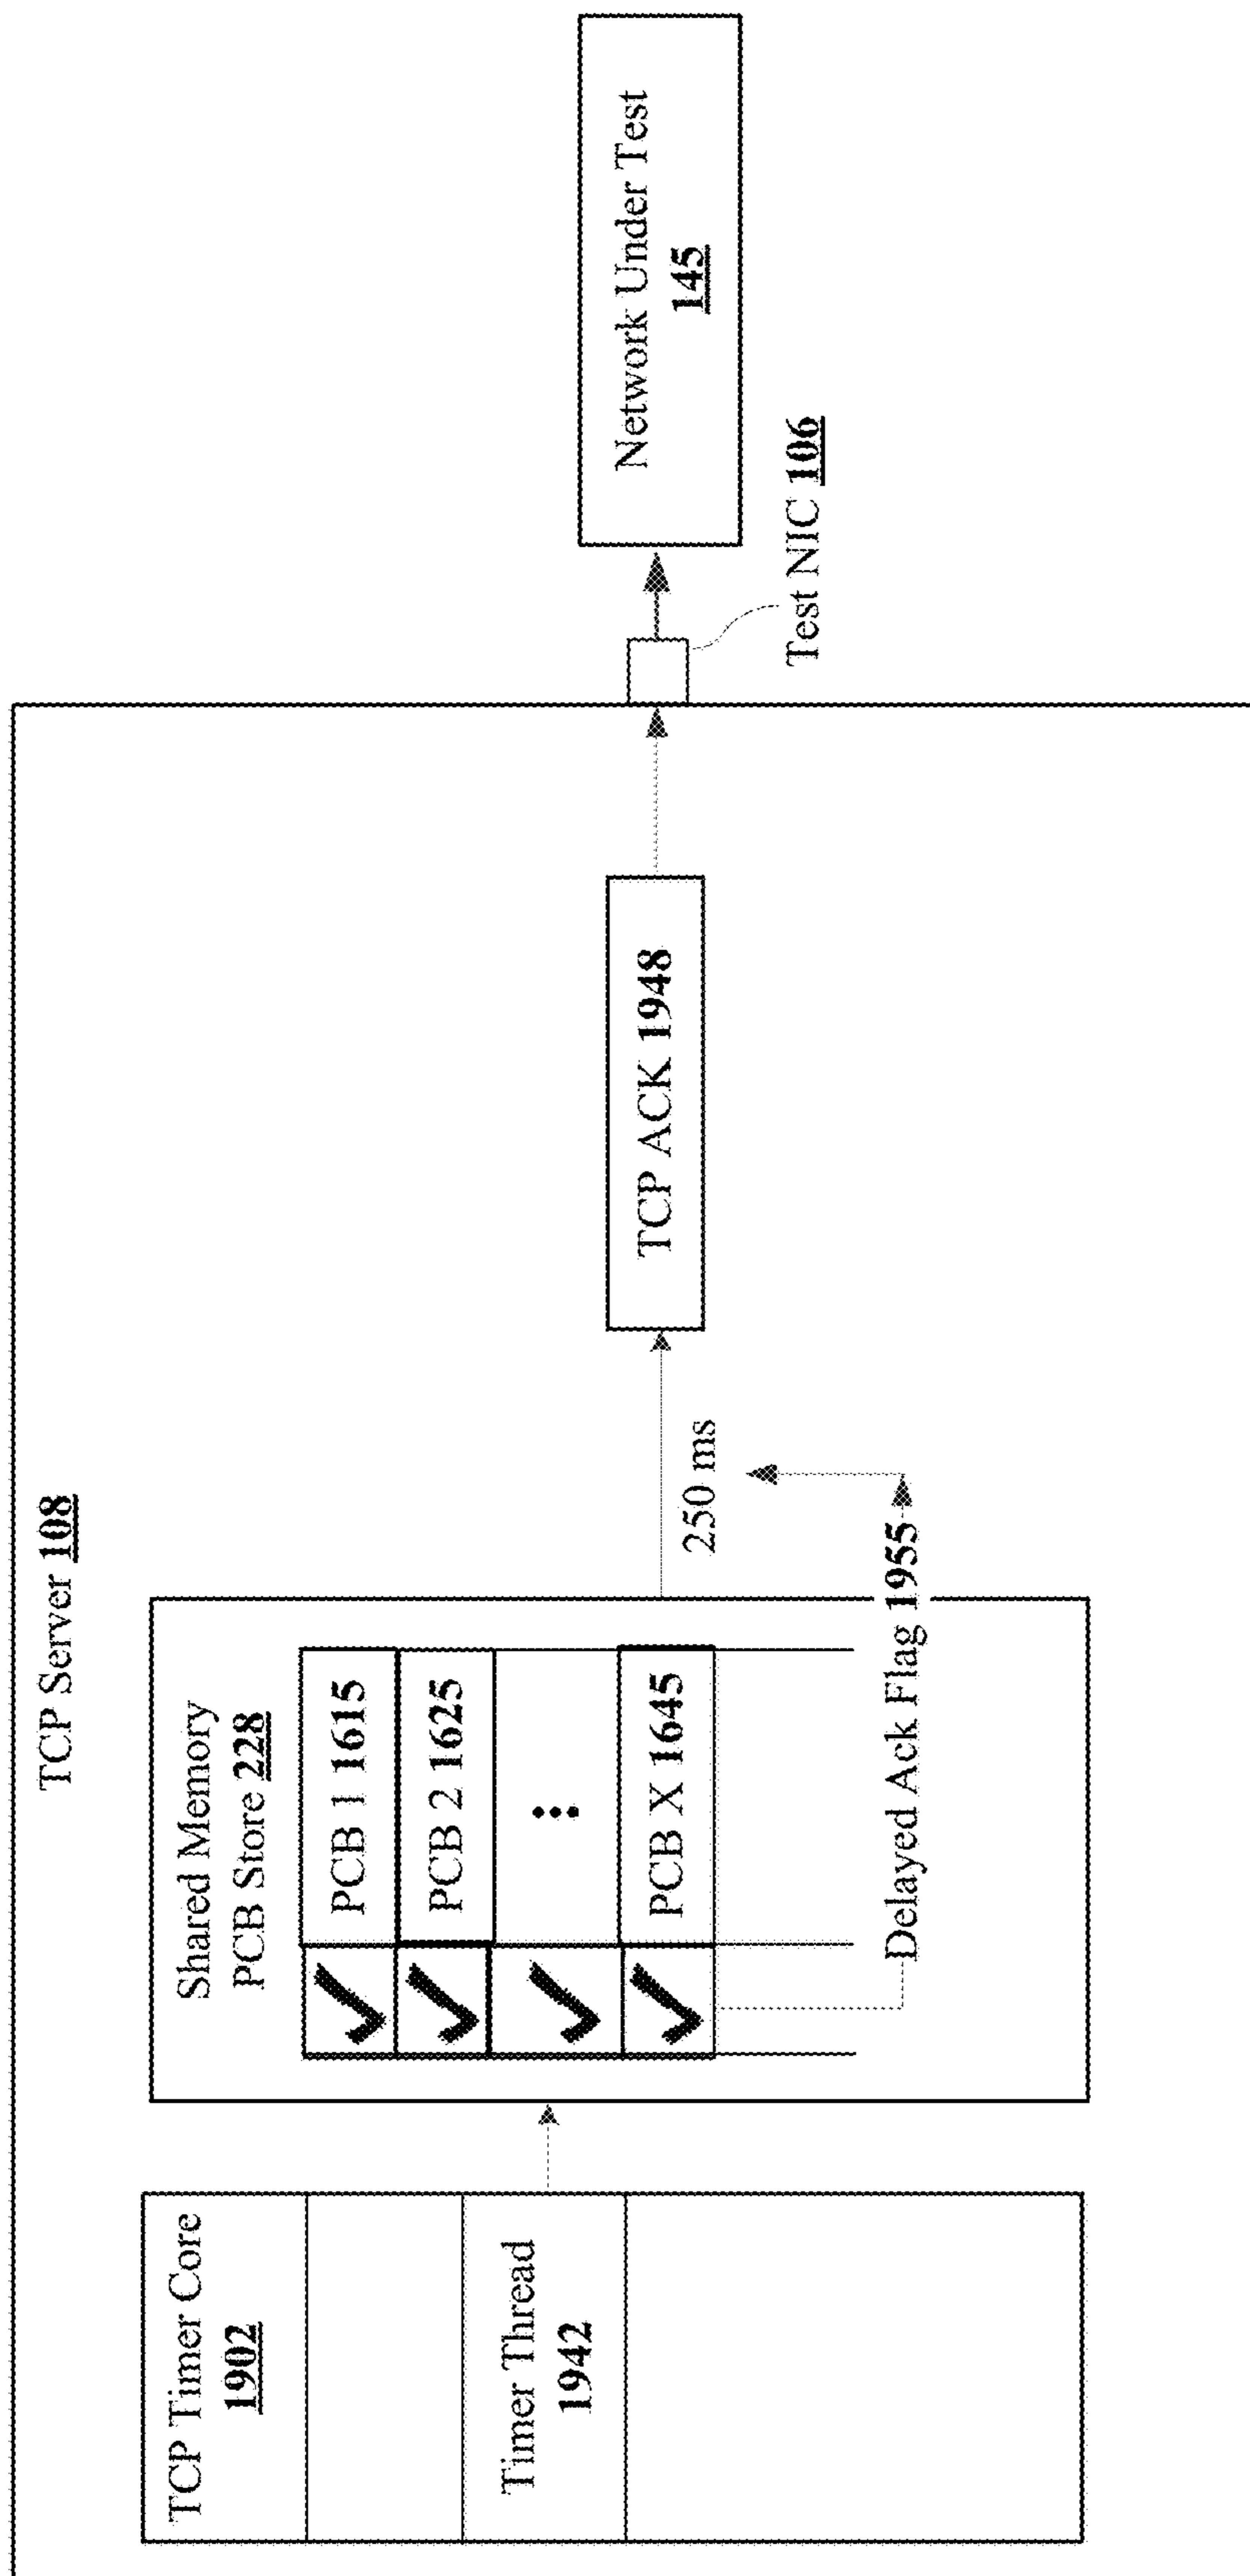 TCP Server 108
TCP Timer Core
1902
Timer Thread
1942
Shared Memory
PCB Store 228
PCB 1 1615
PCB 2 1625
PCB X 1645
Delayed Ack Flag 1955
250 ms
TCP ACK 1948
Test NIC 106
Network Under Test
145